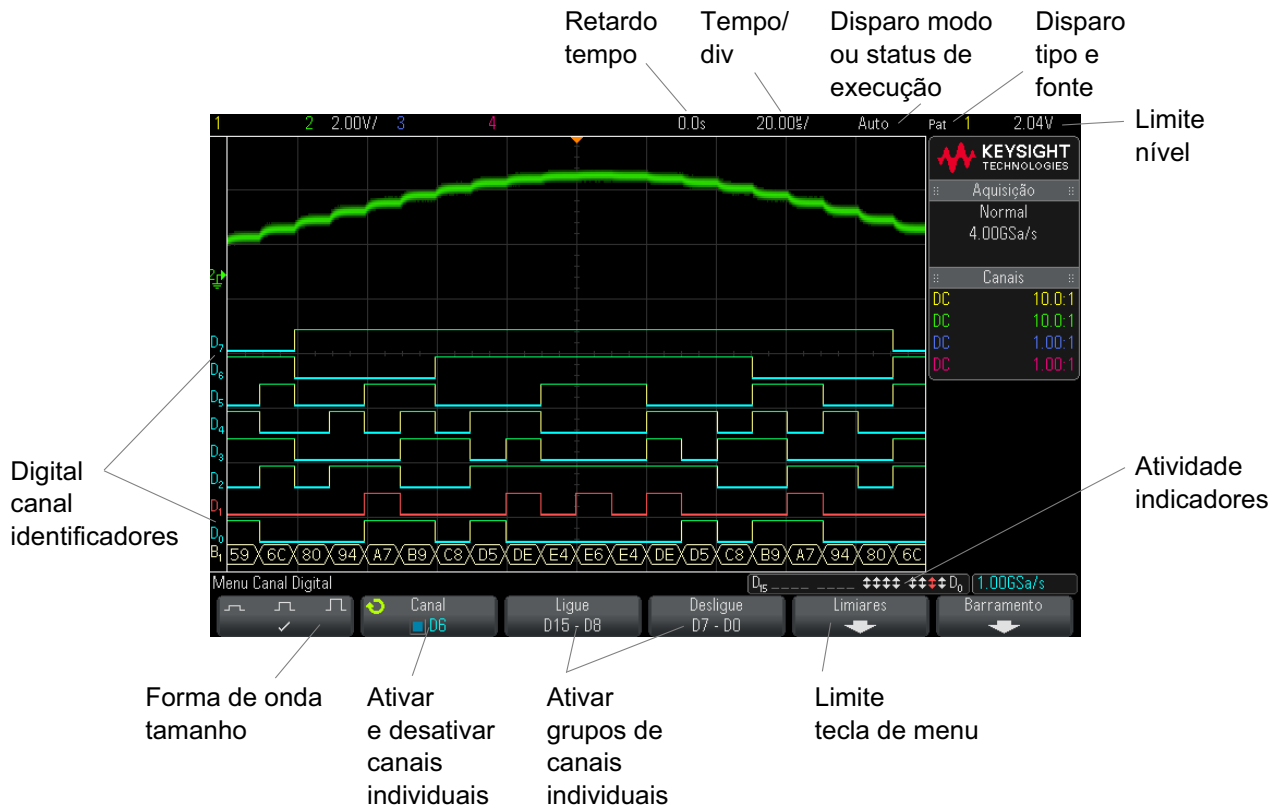 Retardo
tempo
Tempo/
div
Disparo modo
ou status de
execução
Disparo
tipo e
fonte
Limite
nível
1 2 2.00V/ 3 4 0.0s 20.00µ/ Auto Pat 1 2.04V
KEYSIGHT
TECHNOLOGIES
Aquisição
Normal
4.00GSa/s
Canais
DC 10.0:1
DC 10.0:1
DC 1.00:1
DC 1.00:1
2
D7
D6
D5
D4
D3
D2
D1
D0
B1 59 6C 80 94 A7 B9 C8 D5 DE E4 E6 E4 DE D5 C8 B9 A7 94 80 6C
Digital
canal
identificadores
Atividade
indicadores
Menu Canal Digital
D15 D0 1.00GSa/s
Canal
D6
Ligue
D15 - D8
Desligue
D7 - D0
Limiares
Barramento
Forma de onda
tamanho
Ativar
e desativar
canais
individuais
Ativar
grupos de
canais
individuais
Limite
tecla de menu